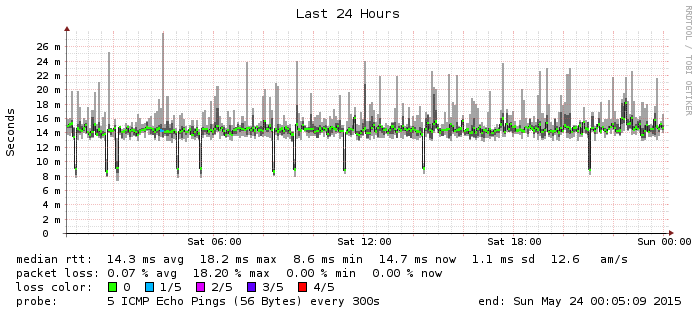 Last 24 Hours
RRDTOOL / TOBI OETIKER
Seconds
26 m
24 m
22 m
20 m
18 m
16 m
14 m
12 m
10 m
8 m
6 m
4 m
2 m
0
Sat 06:00 Sat 12:00 Sat 18:00 Sun 00:00
median rtt: 14.3 ms avg 18.2 ms max 8.6 ms min 14.7 ms now 1.1 ms sd 12.6 am/s
packet loss: 0.07 % avg 18.20 % max 0.00 % min 0.00 % now
loss color: 0 1/5 2/5 3/5 4/5
probe: 5 ICMP Echo Pings (56 Bytes) every 300s end: Sun May 24 00:05:09 2015